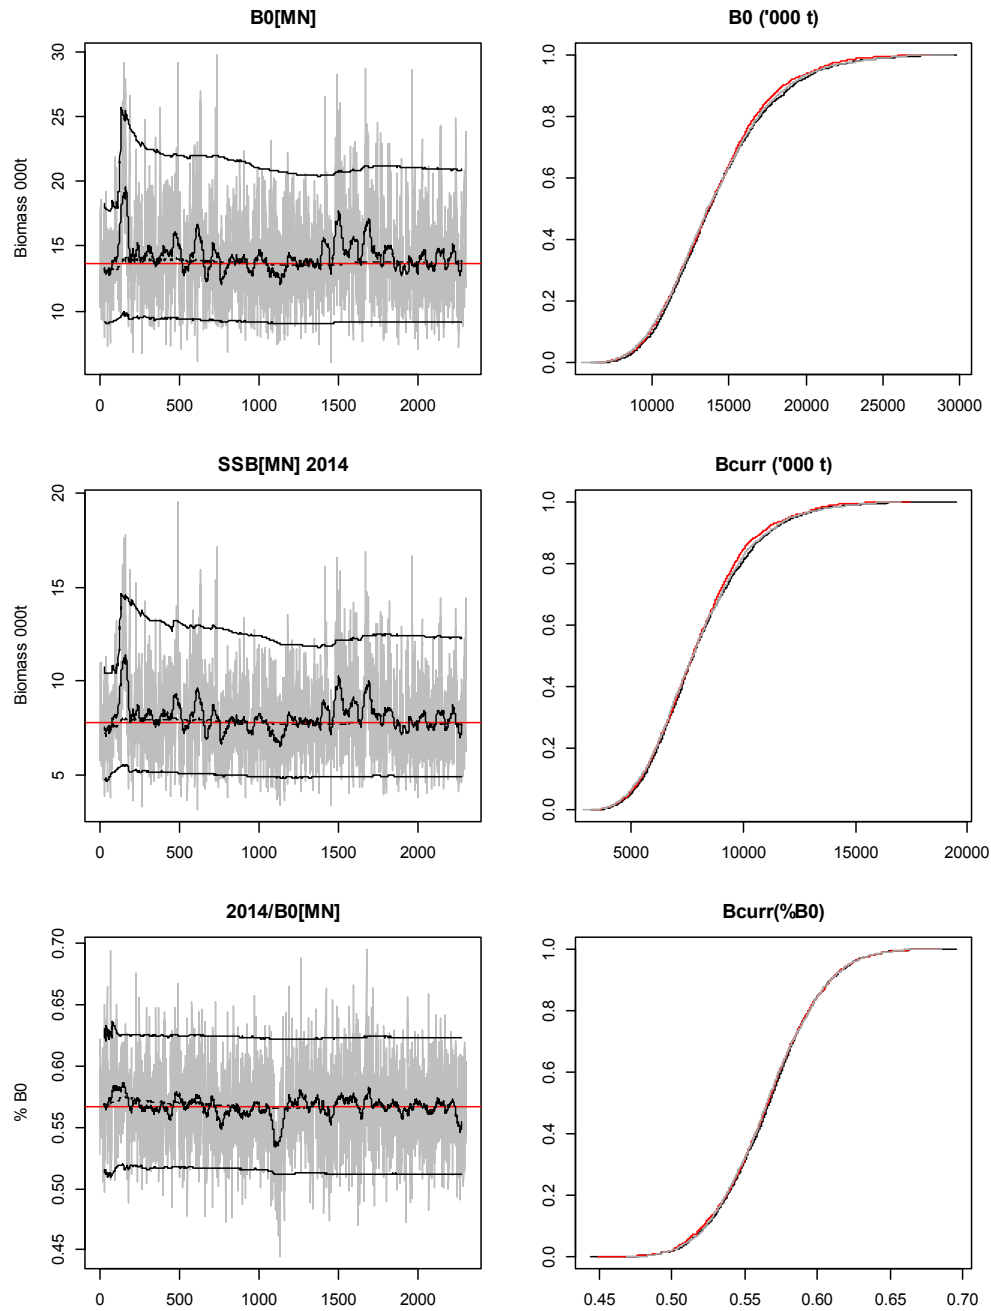 B0[MN]
Biomass 000t
30
25
20
15
10
0 500 1000 1500 2000
B0 ('000 t)
1.0
0.8
0.6
0.4
0.2
0.0
10000 15000 20000 25000 30000
SSB[MN] 2014
Biomass 000t
20
15
10
5
0 500 1000 1500 2000
Bcurr ('000 t)
1.0
0.8
0.6
0.4
0.2
0.0
5000 10000 15000 20000
2014/B0[MN]
% B0
0.70
0.65
0.60
0.55
0.50
0.45
0 500 1000 1500 2000
Bcurr(%B0)
1.0
0.8
0.6
0.4
0.2
0.0
0.45 0.50 0.55 0.60 0.65 0.70